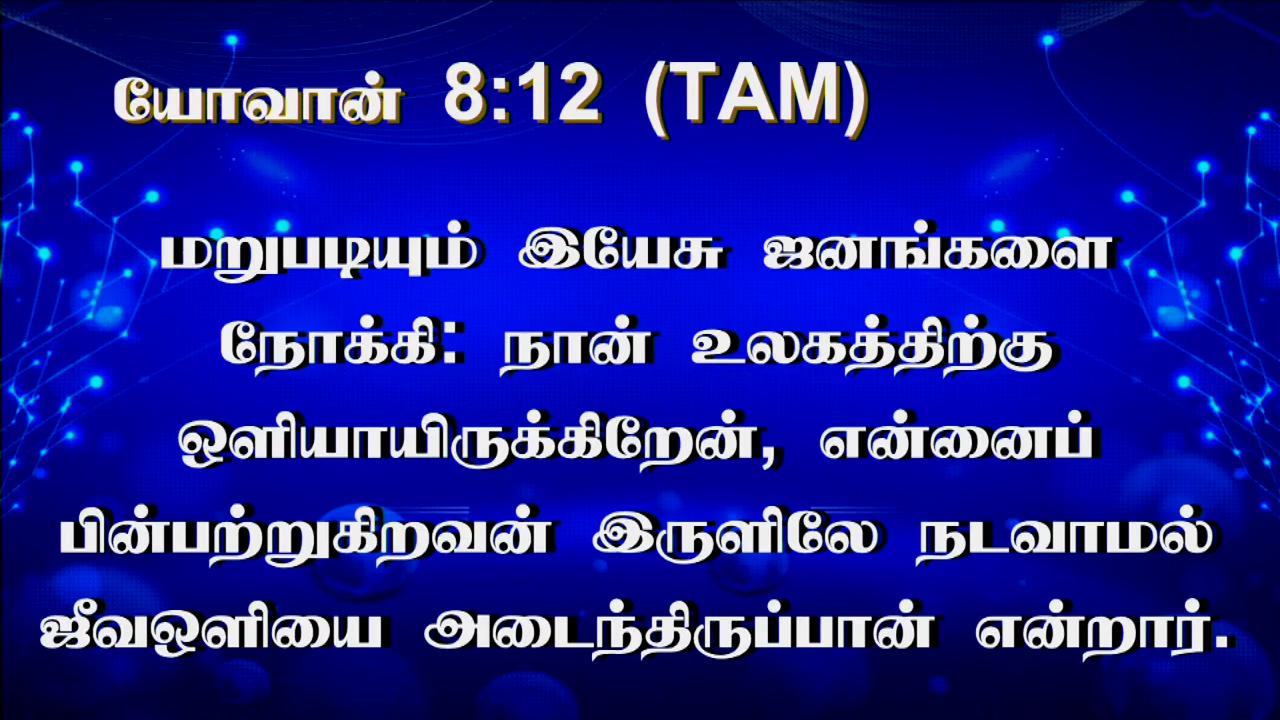 யோவான் 8:12 (TAM)
மறுபடியும் இயேசு ஜனங்களை
நோக்கி: நான் உலகத்திற்கு
ஒளியாயிருக்கிறேன், என்னைப்
பின்பற்றுகிறவன் இருளிலே நடவாமல்
ஜீவஒளியை அடைந்திருப்பான் என்றார்.